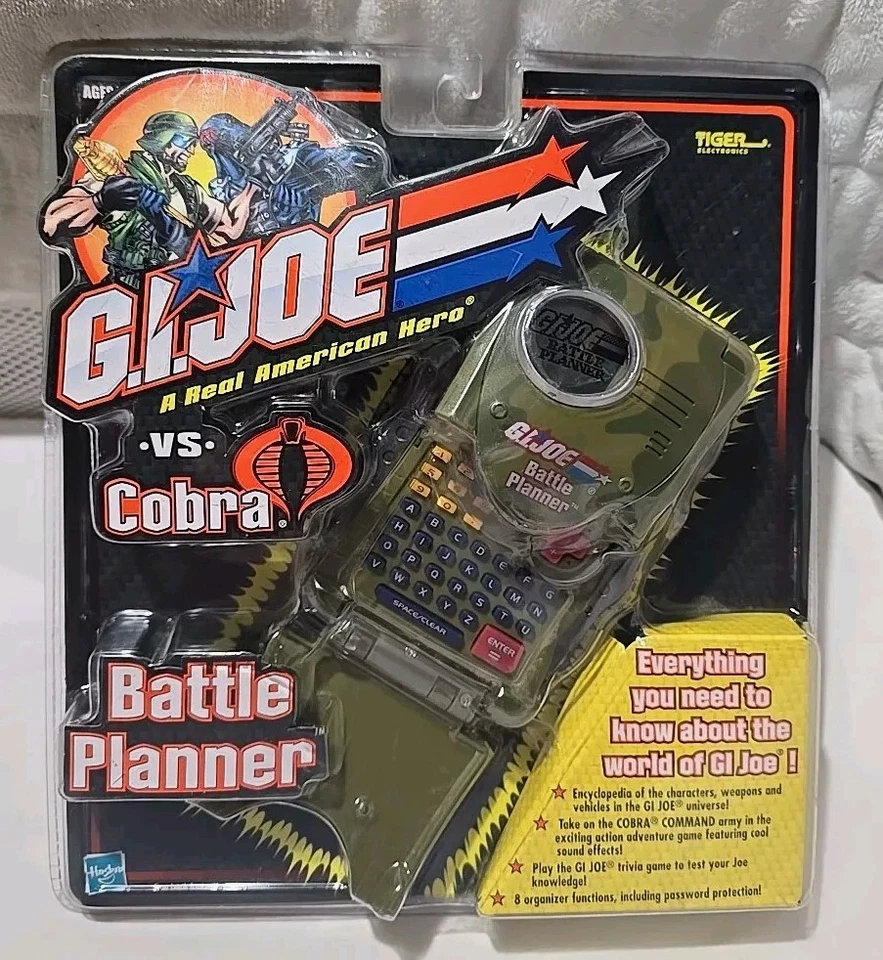 AGES
TIGER
ELECTRONICS
G.I. JOE
A Real American Hero®
·VS·
Cobra®
GI JOE
BATTLE
PLANNER
G.I. JOE®
Battle
Planner™
A B C D E F G
H I J K L M N
O P Q R S T U
V W X Y Z
SPACE/CLEAR
ENTER
=
Battle
Planner™
Everything
you need to
know about the
world of GI Joe®!
Encyclopedia of the characters, weapons and
vehicles in the GI JOE® universe!
Take on the COBRA® COMMAND army in the
exciting action adventure game featuring cool
sound effects!
Play the GI JOE® trivia game to test your Joe
knowledge!
8 organizer functions, including password protection!
Hasbro